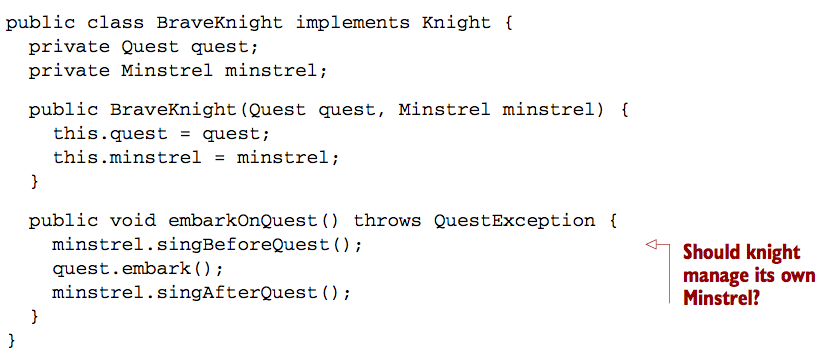 public class BraveKnight implements Knight {
  private Quest quest;
  private Minstrel minstrel;
  public BraveKnight(Quest quest, Minstrel minstrel) {
    this.quest = quest;
    this.minstrel = minstrel;
  }
  public void embarkOnQuest() throws QuestException {
    minstrel.singBeforeQuest();
    quest.embark();
    minstrel.singAfterQuest();
  }
}
Should knight
manage its own
Minstrel?